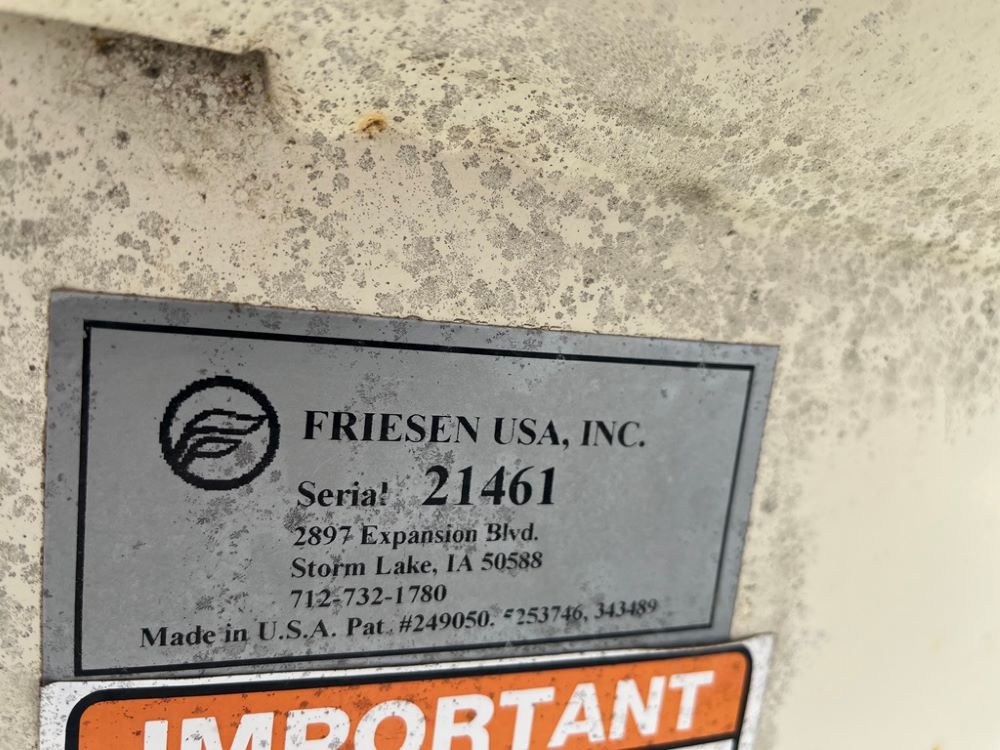 FRIESEN USA, INC.
Serial 21461
2897 Expansion Blvd.
Storm Lake, IA 50588
712-732-1780
Made in U.S.A. Pat. #249050, 5253746, 343489
IMPORTANT